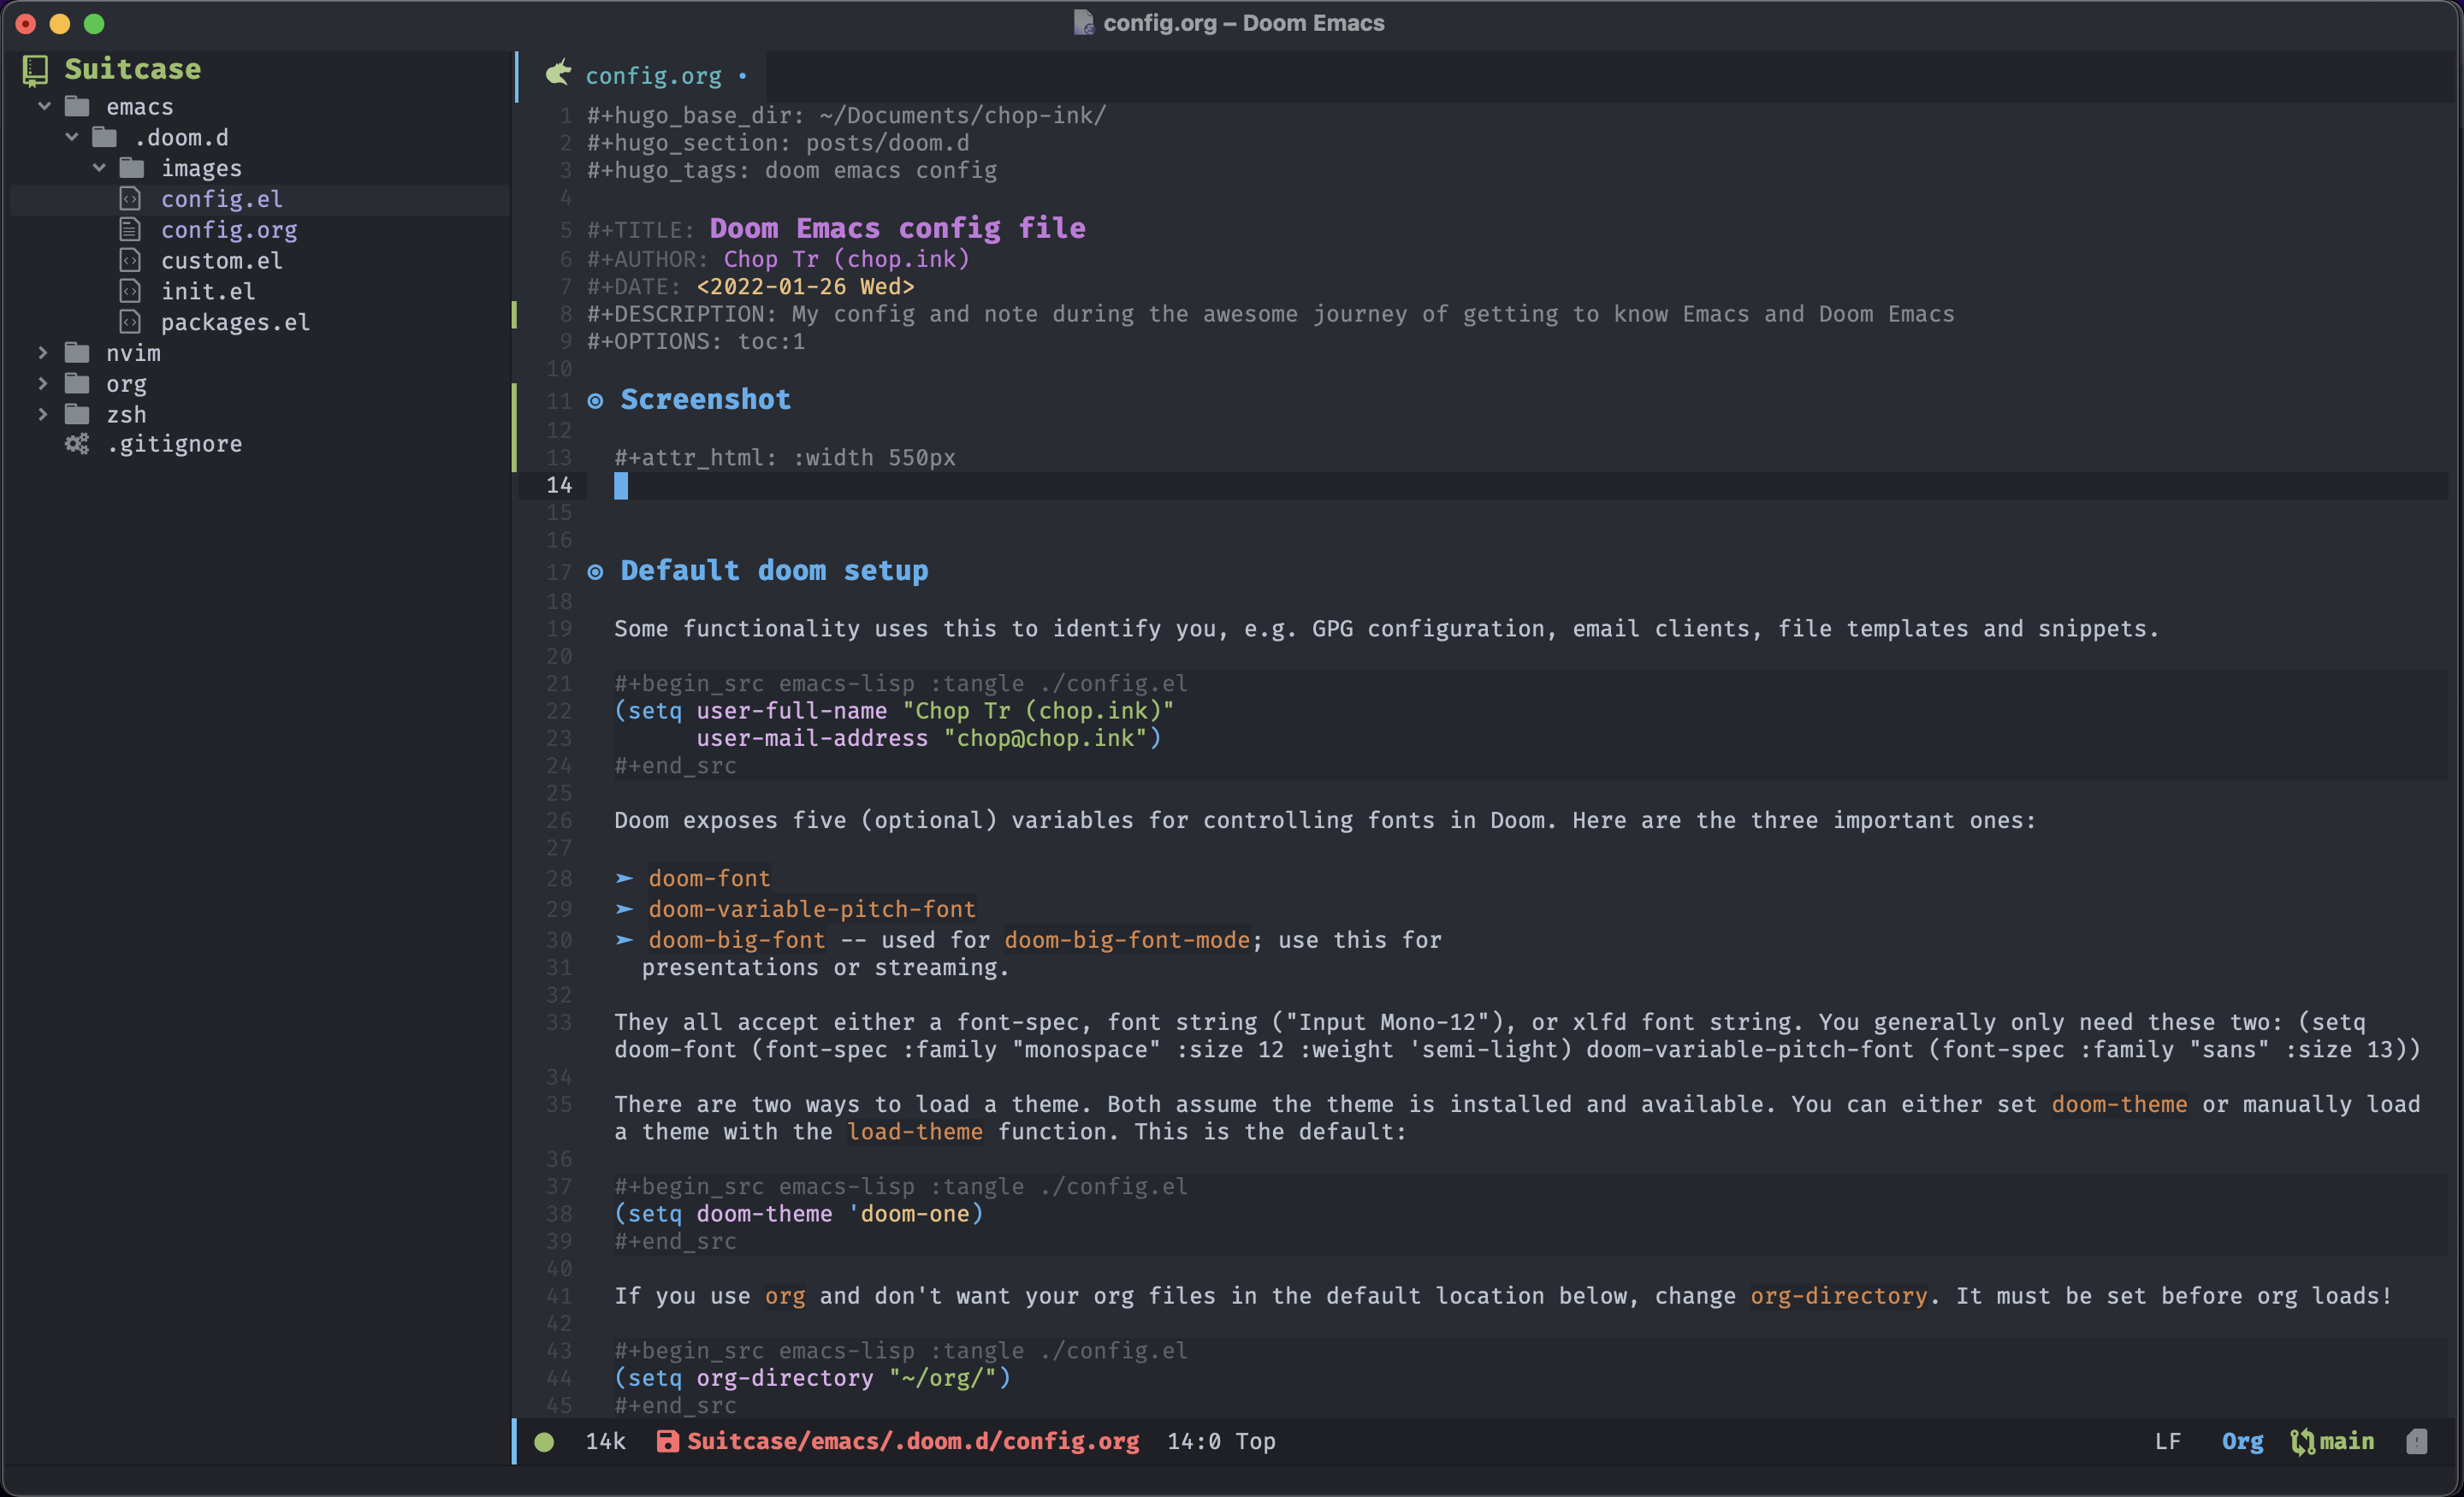 config.org – Doom Emacs
Suitcase
emacs
.doom.d
images
config.el
config.org
custom.el
init.el
packages.el
nvim
org
zsh
.gitignore
config.org •
1 #+hugo_base_dir: ~/Documents/chop-ink/
2 #+hugo_section: posts/doom.d
3 #+hugo_tags: doom emacs config
4
5 #+TITLE: Doom Emacs config file
6 #+AUTHOR: Chop Tr (chop.ink)
7 #+DATE: <2022-01-26 Wed>
8 #+DESCRIPTION: My config and note during the awesome journey of getting to know Emacs and Doom Emacs
9 #+OPTIONS: toc:1
10
11 ◉ Screenshot
12
13 #+attr_html: :width 550px
14
15
16
17 ◉ Default doom setup
18
19 Some functionality uses this to identify you, e.g. GPG configuration, email clients, file templates and snippets.
20
21 #+begin_src emacs-lisp :tangle ./config.el
22 (setq user-full-name "Chop Tr (chop.ink)"
23 user-mail-address "chop@chop.ink")
24 #+end_src
25
26 Doom exposes five (optional) variables for controlling fonts in Doom. Here are the three important ones:
27
28 ➤ doom-font
29 ➤ doom-variable-pitch-font
30 ➤ doom-big-font -- used for doom-big-font-mode; use this for
31 presentations or streaming.
32
33 They all accept either a font-spec, font string ("Input Mono-12"), or xlfd font string. You generally only need these two: (setq
doom-font (font-spec :family "monospace" :size 12 :weight 'semi-light) doom-variable-pitch-font (font-spec :family "sans" :size 13))
34
35 There are two ways to load a theme. Both assume the theme is installed and available. You can either set doom-theme or manually load
a theme with the load-theme function. This is the default:
36
37 #+begin_src emacs-lisp :tangle ./config.el
38 (setq doom-theme 'doom-one)
39 #+end_src
40
41 If you use org and don't want your org files in the default location below, change org-directory. It must be set before org loads!
42
43 #+begin_src emacs-lisp :tangle ./config.el
44 (setq org-directory "~/org/")
45 #+end_src
14k Suitcase/emacs/.doom.d/config.org 14:0 Top LF Org main